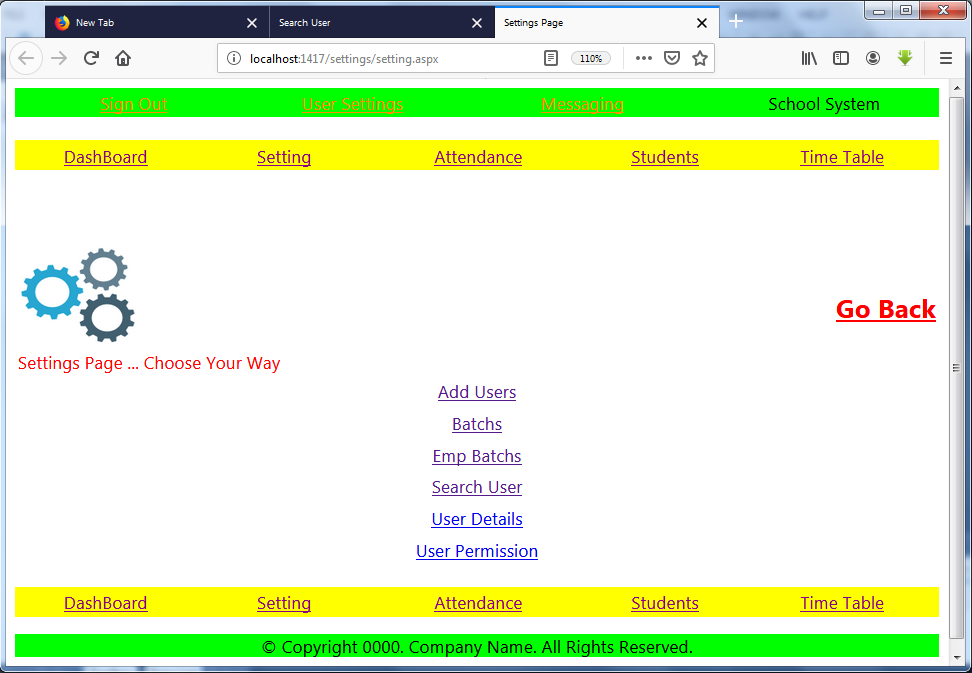 New Tab Search User Settings Page
localhost:1417/settings/setting.aspx 110%
Sign Out User Settings Messaging School System
DashBoard Setting Attendance Students Time Table
Go Back
Settings Page ... Choose Your Way
Add Users
Batchs
Emp Batchs
Search User
User Details
User Permission
DashBoard Setting Attendance Students Time Table
© Copyright 0000. Company Name. All Rights Reserved.